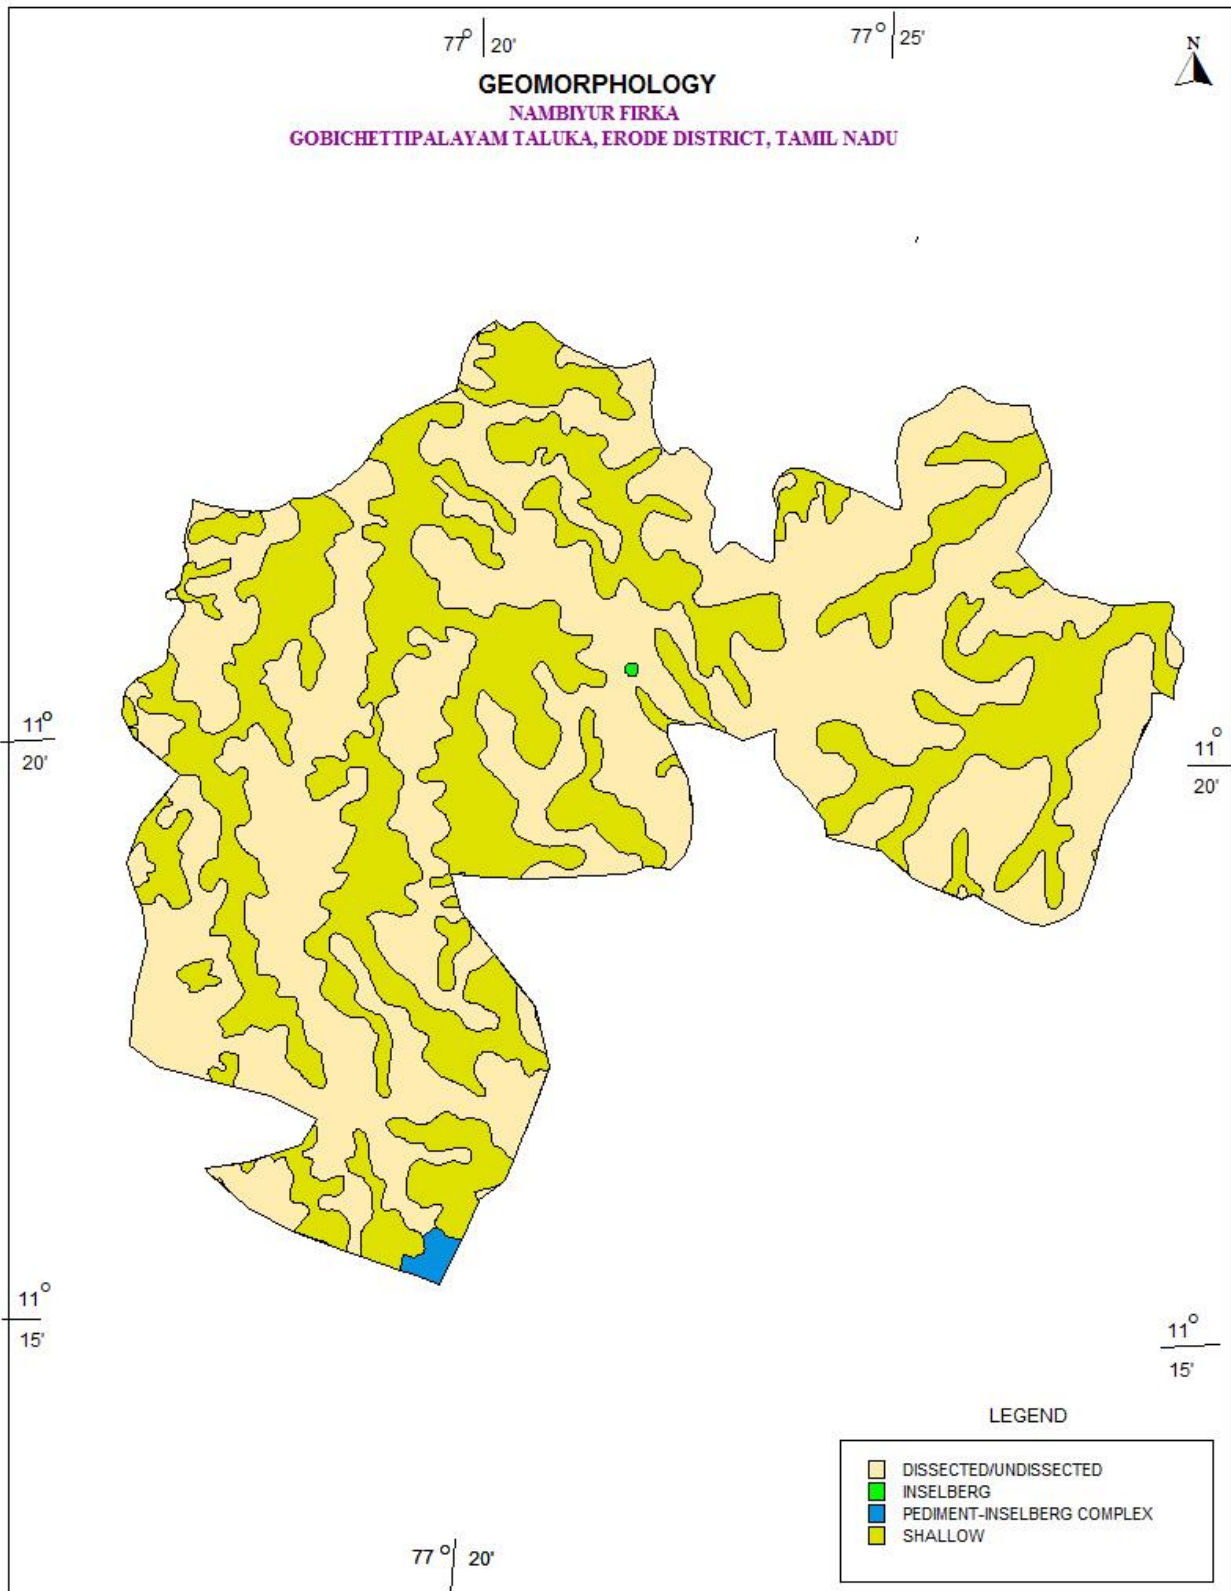 77° 20'
77° 25'
N
GEOMORPHOLOGY
NAMBIYUR FIRKA
GOBICHETTIPALAYAM TALUKA, ERODE DISTRICT, TAMIL NADU
11°
20'
11°
20'
11°
15'
11°
15'
LEGEND
DISSECTED/UNDISSECTED
INSELBERG
PEDIMENT-INSELBERG COMPLEX
SHALLOW
77° 20'